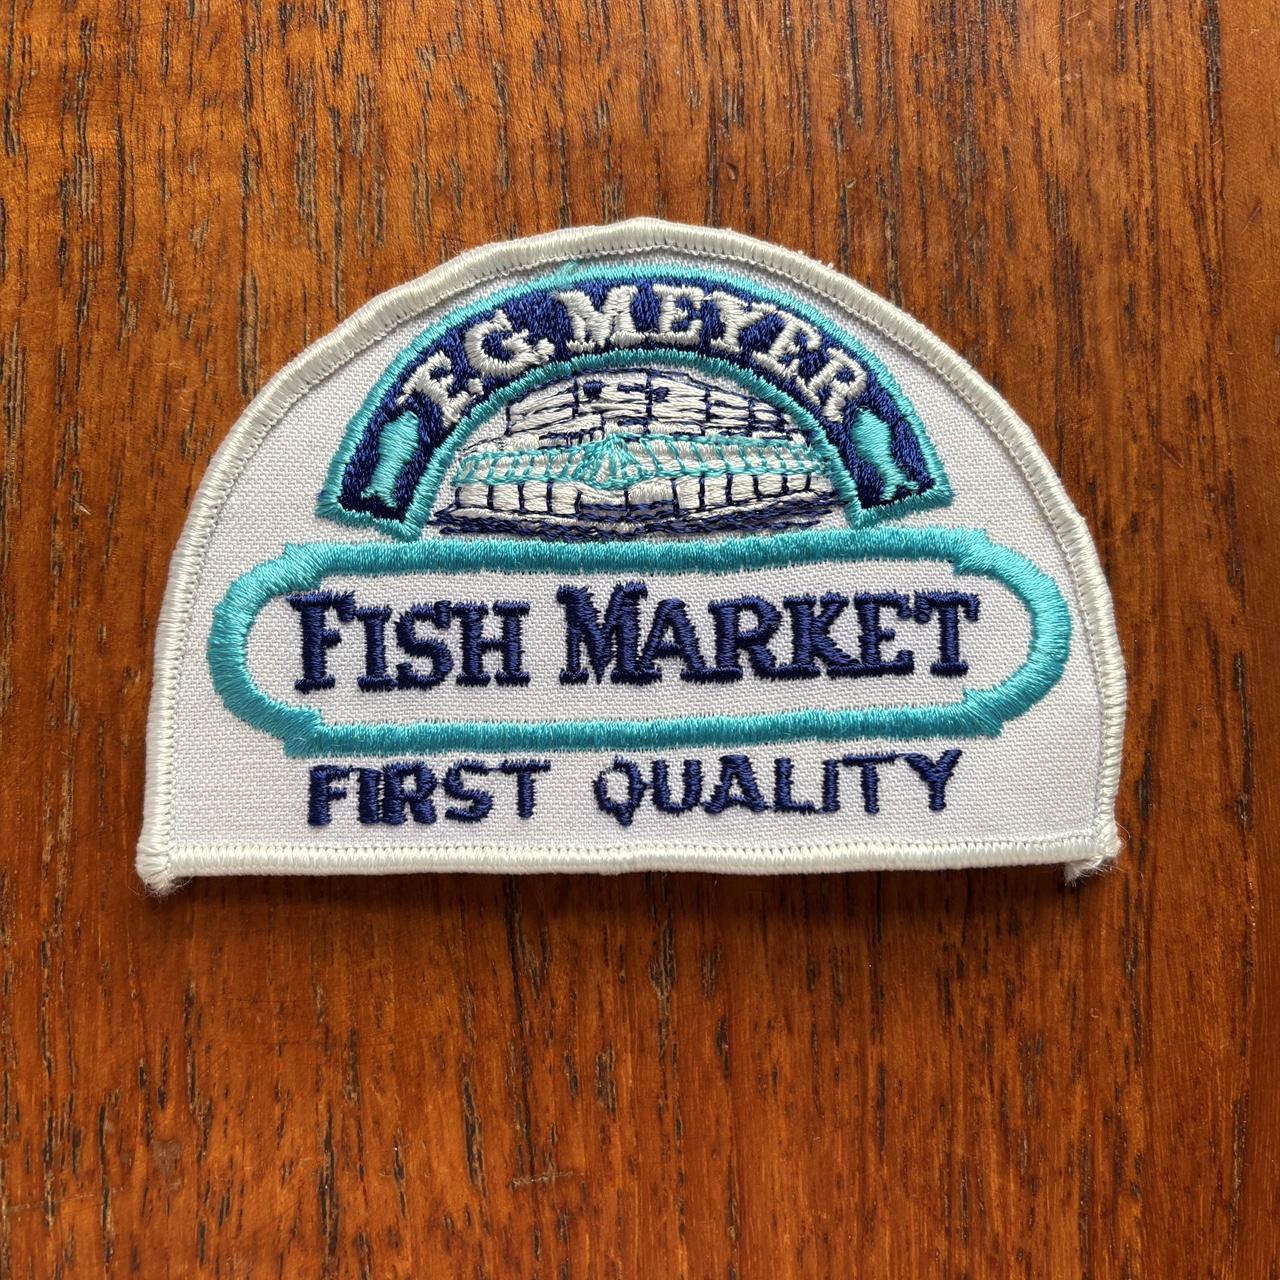 F.G. MEYER
FISH MARKET
FIRST QUALITY